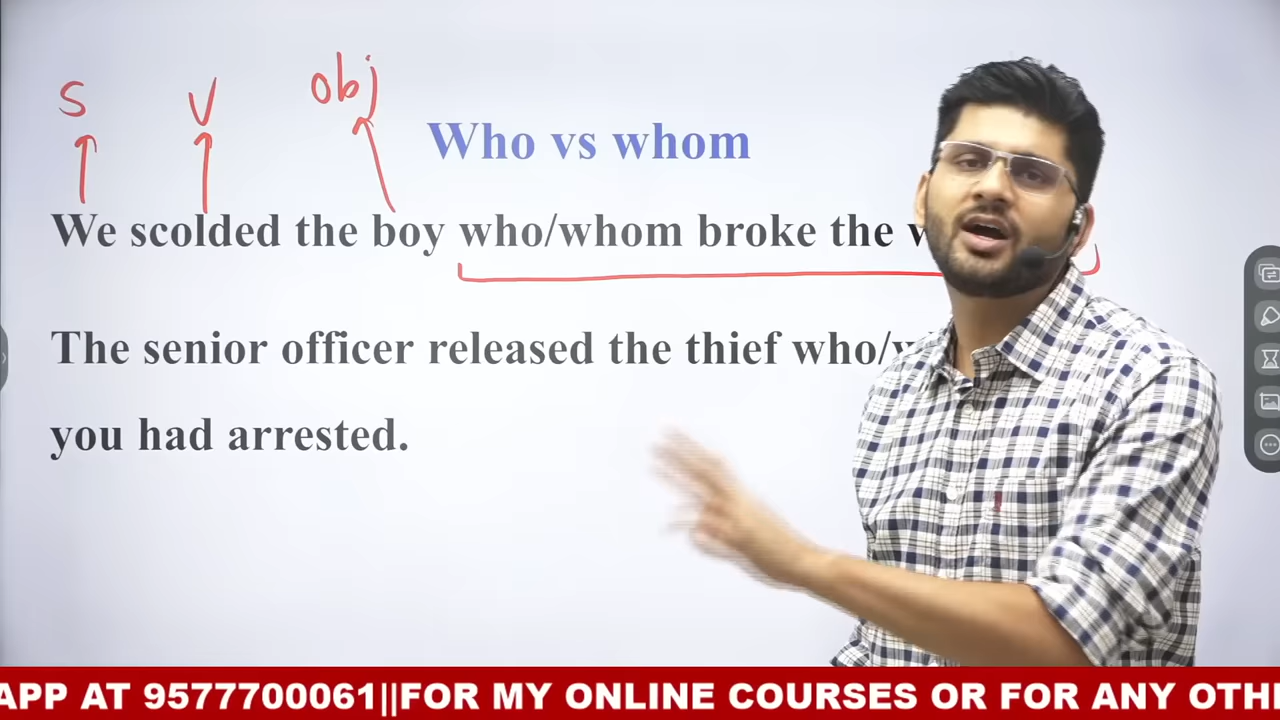 S V obj
Who vs whom
We scolded the boy who/whom broke the
The senior officer released the thief who/
you had arrested.
APP AT 9577700061||FOR MY ONLINE COURSES OR FOR ANY OTH